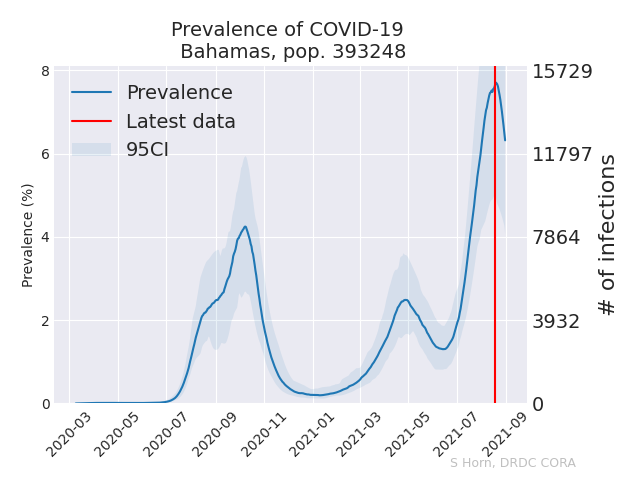 Prevalence of COVID-19
Bahamas, pop. 393248
Prevalence
Latest data
95CI
Prevalence (%)
8
6
4
2
0
15729
11797
7864
3932
0
# of infections
2020-03
2020-05
2020-07
2020-09
2020-11
2021-01
2021-03
2021-05
2021-07
2021-09
S Horn, DRDC CORA